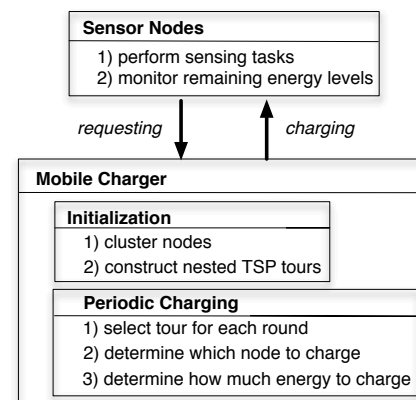 Sensor Nodes
1) perform sensing tasks
2) monitor remaining energy levels
requesting
charging
Mobile Charger
Initialization
1) cluster nodes
2) construct nested TSP tours
Periodic Charging
1) select tour for each round
2) determine which node to charge
3) determine how much energy to charge